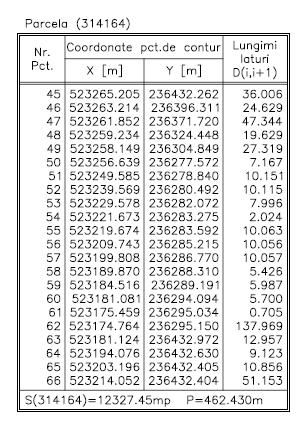 Parcela (314164)
Nr. Pct. Coordonate pct.de contur Lungimi laturi D(i,i+1)
X [m] Y [m]
45 523265.205 236432.262 36.006
46 523263.214 236396.311 24.629
47 523261.852 236371.720 47.344
48 523259.234 236324.448 19.629
49 523258.149 236304.849 27.319
50 523256.639 236277.572 7.167
51 523249.585 236278.840 10.151
52 523239.569 236280.492 10.115
53 523229.578 236282.072 7.996
54 523221.673 236283.275 2.024
55 523219.674 236283.592 10.063
56 523209.743 236285.215 10.056
57 523199.808 236286.770 10.057
58 523189.870 236288.310 5.426
59 523184.516 236289.191 5.987
60 523181.081 236294.094 5.700
61 523175.459 236295.034 0.705
62 523174.764 236295.150 137.969
63 523181.124 236432.972 12.957
64 523194.076 236432.630 9.123
65 523203.196 236432.405 10.856
66 523214.052 236432.404 51.153
S(314164)=12327.45mp P=462.430m